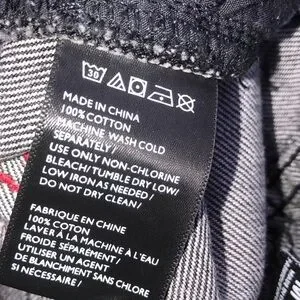 30
MADE IN CHINA
100% COTTON
MACHINE WASH COLD
SEPARATELY/
USE ONLY NON-CHLORINE
BLEACH/TUMBLE DRY LOW/
LOW IRON AS NEEDED/
DO NOT DRY CLEAN/
FABRIQUE EN CHINE
100% COTTON
LAVER À LA MACHINE À L'EAU
FROIDE SÉPARÉMENT/
UTILISER UN AGENT
DE BLANCHIMENT SANS CHLORE
SI NÉCESSAIRE/